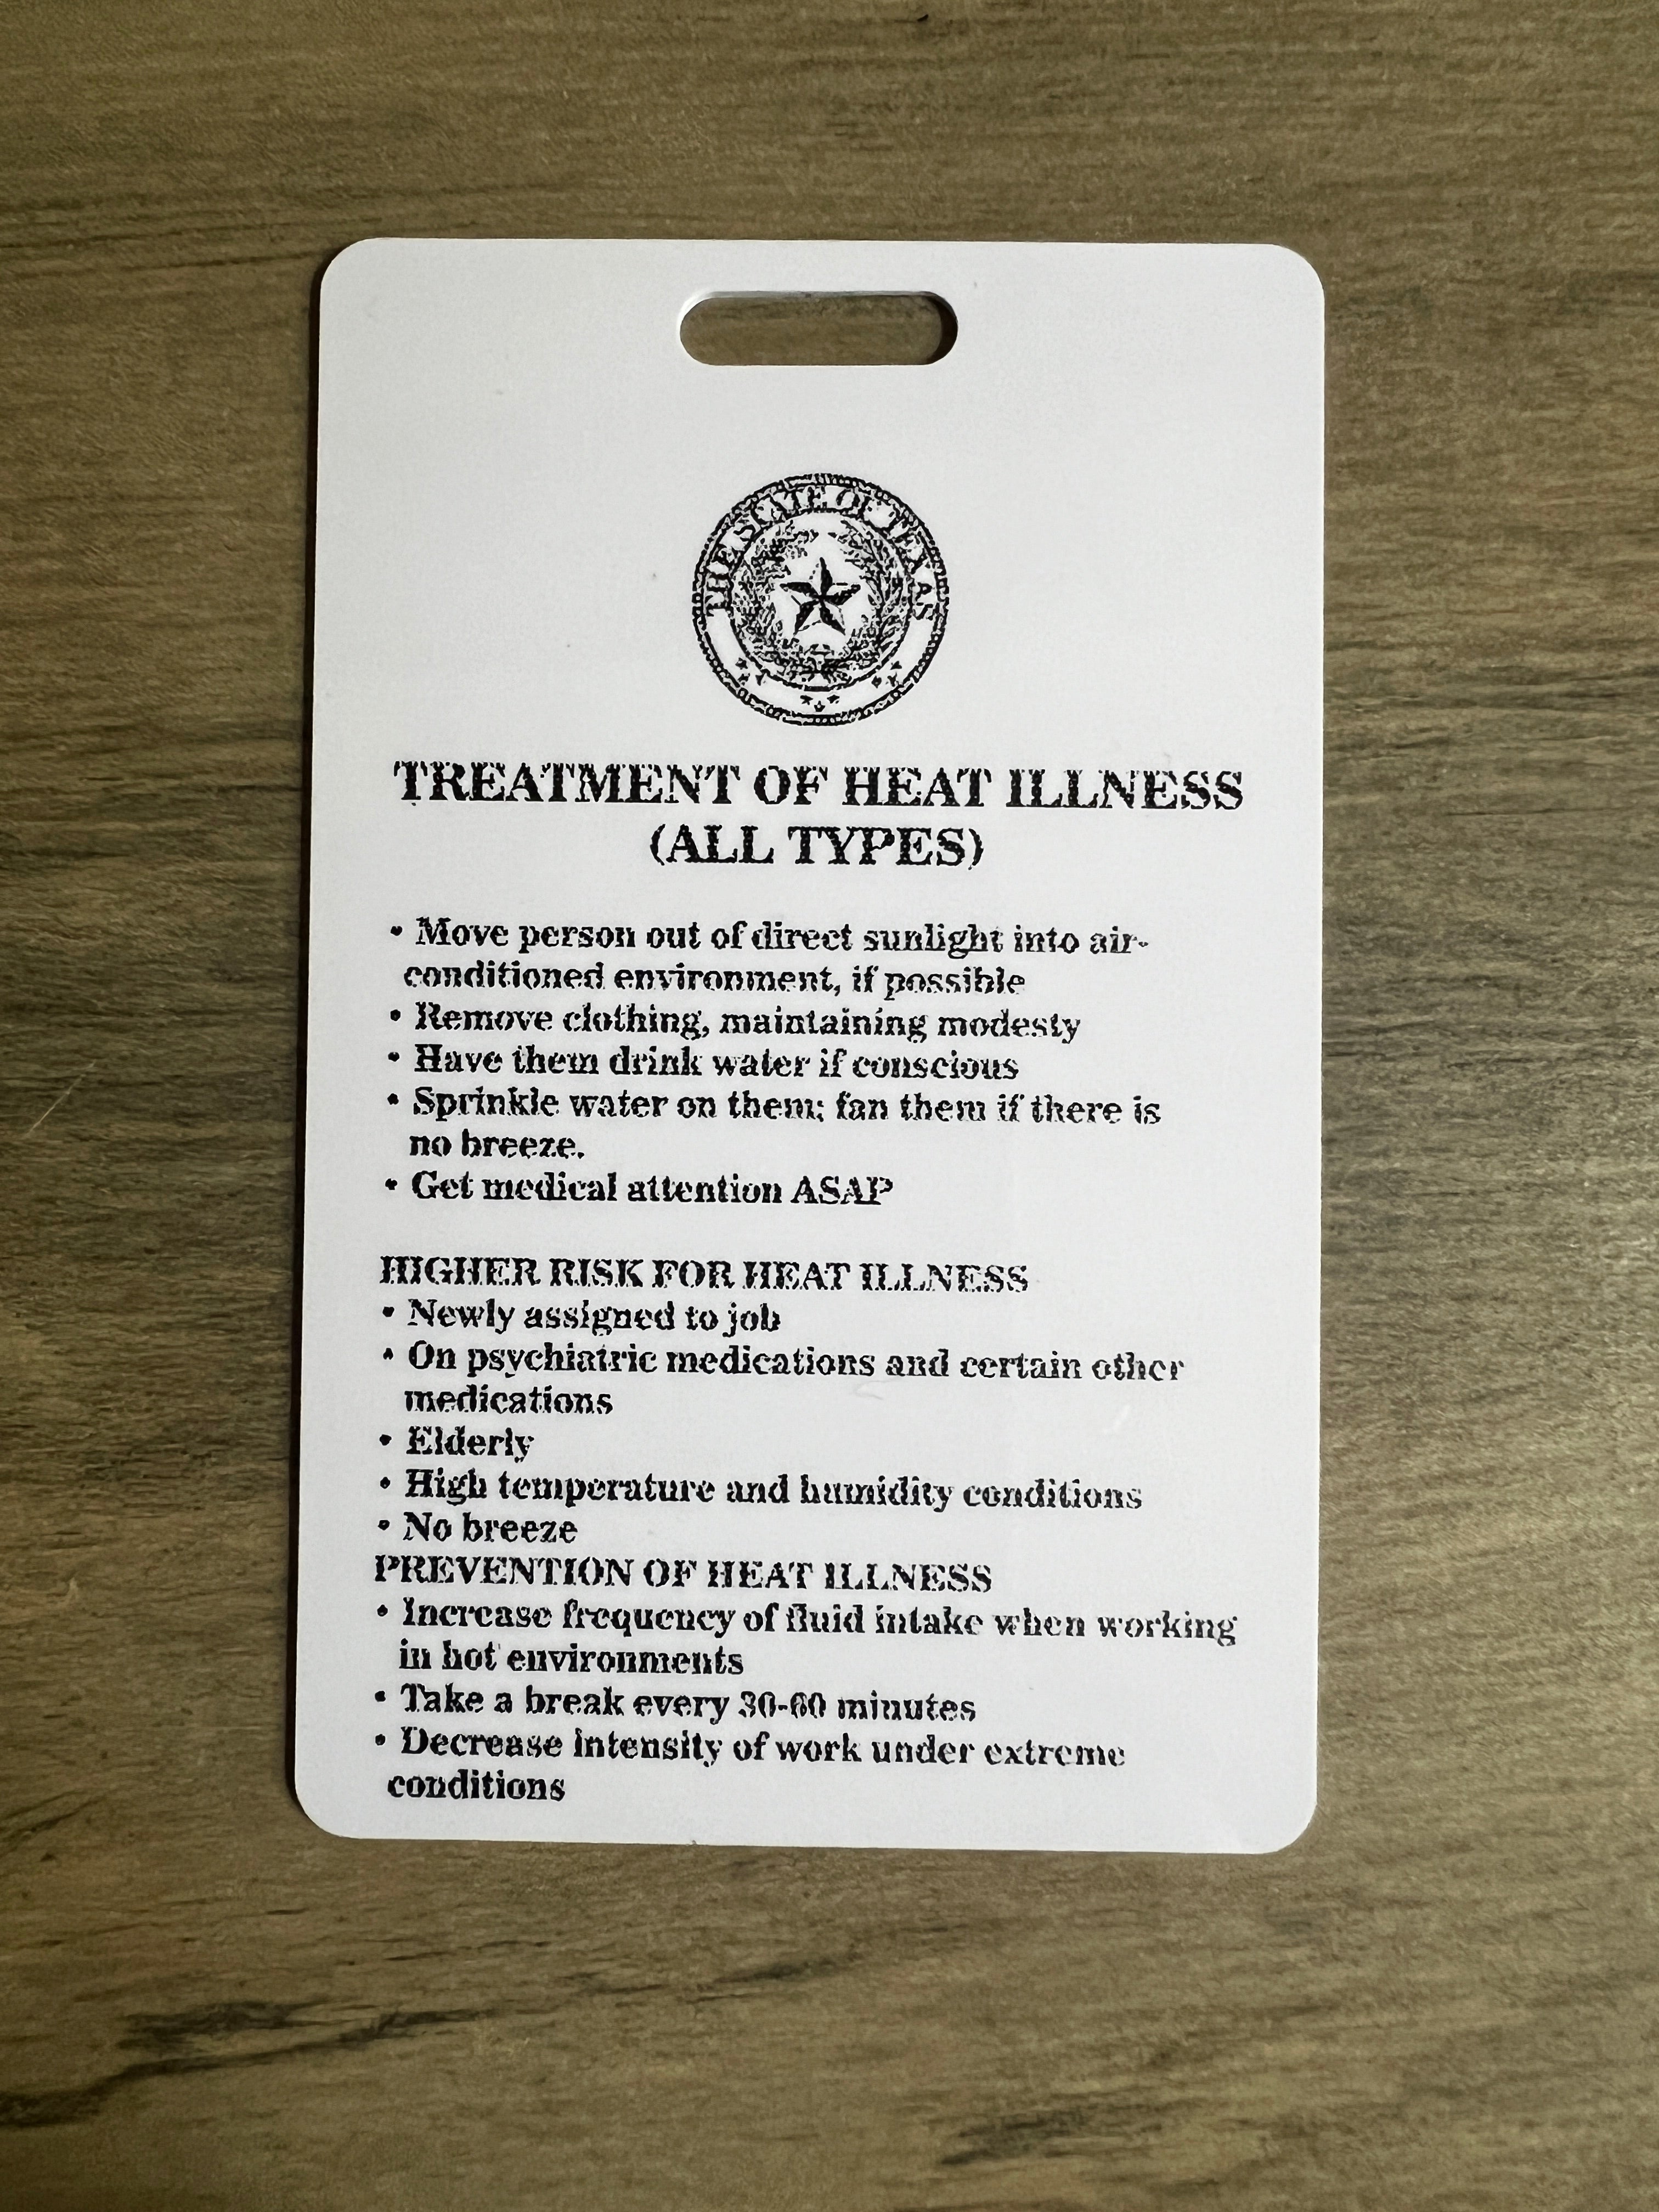 THE STATE OF TEXAS
TREATMENT OF HEAT ILLNESS
(ALL TYPES)
• Move person out of direct sunlight into air-
conditioned environment, if possible
• Remove clothing, maintaining modesty
• Have them drink water if conscious
• Sprinkle water on them; fan them if there is
no breeze.
• Get medical attention ASAP
HIGHER RISK FOR HEAT ILLNESS
• Newly assigned to job
• On psychiatric medications and certain other
medications
• Elderly
• High temperature and humidity conditions
• No breeze
PREVENTION OF HEAT ILLNESS
• Increase frequency of fluid intake when working
in hot environments
• Take a break every 30-60 minutes
• Decrease intensity of work under extreme
conditions